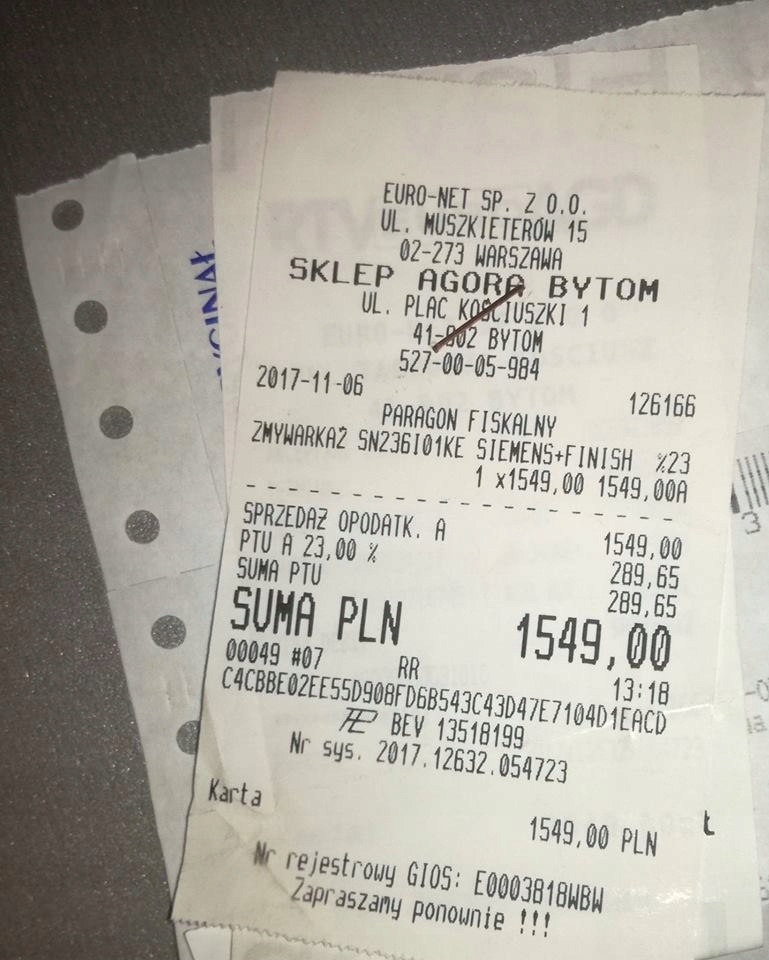 EURO-NET SP. Z O.O.
UL. MUSZKIETERÓW 15
02-273 WARSZAWA
SKLEP AGORA BYTOM
UL. PLAC KOŚCIUSZKI 1
41-902 BYTOM
527-00-05-984
2017-11-06 126166
PARAGON FISKALNY
ZMYWARKAŻ SN236I01KE SIEMENS+FINISH %23
1 x1549,00 1549,00A
SPRZEDAŻ OPODATK. A 1549,00
PTU A 23,00 % 289,65
SUMA PTU 289,65
SUMA PLN 1549,00
00049 #07 RR 13:18
C4CBBE02EE55D908FD6B543C43D47E7104D1EACD
BEV 13518199
Nr sys. 2017.12632.054723
Karta 1549,00 PLN
Nr rejestrowy GIOS: E0003818WBW
Zapraszamy ponownie !!!